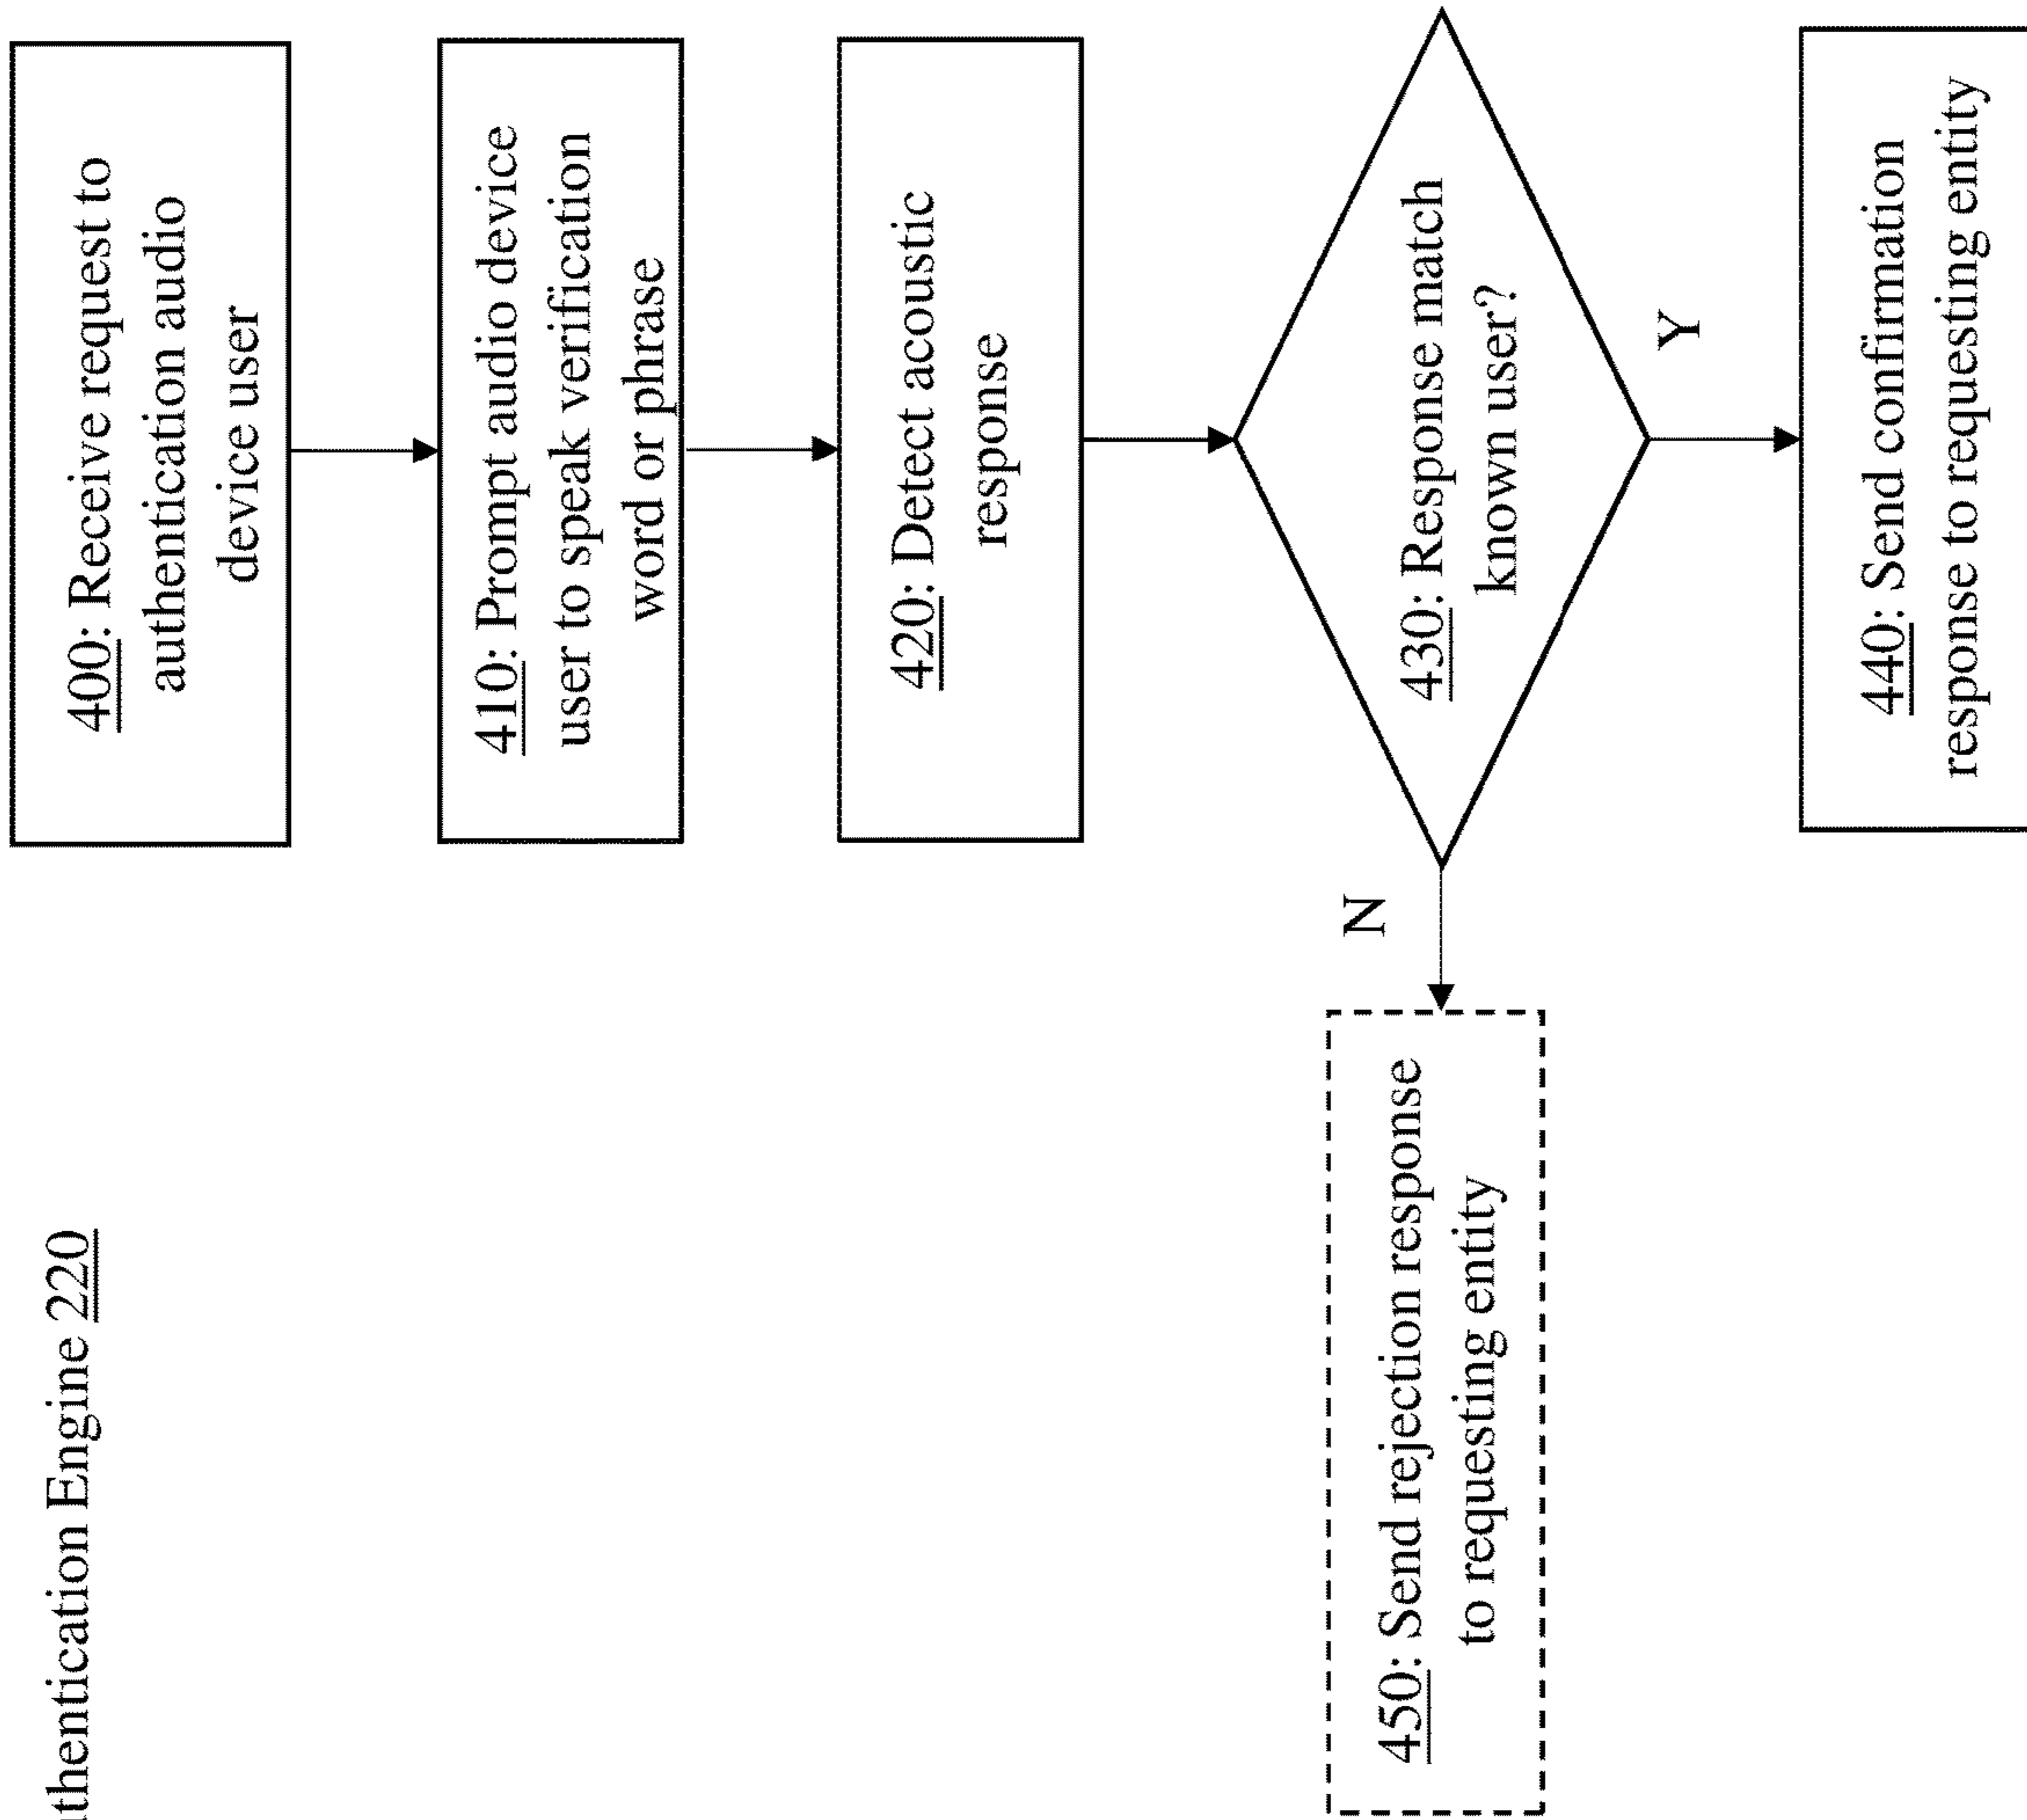 thentication Engine 220
400: Receive request to
authentication audio
device user
410: Prompt audio device
user to speak verification
word or phrase
420: Detect acoustic
response
430: Response match
known user?
N
Y
450: Send rejection response
to requesting entity
440: Send confirmation
response to requesting entity